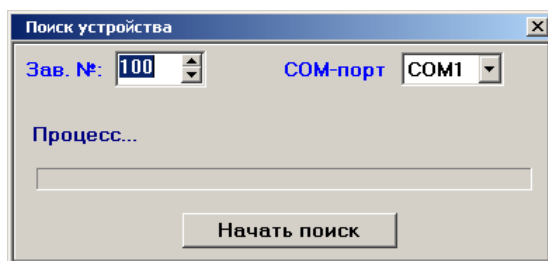 Поиск устройства
Зав. №: 100 COM-порт COM1
Процесс...
Начать поиск